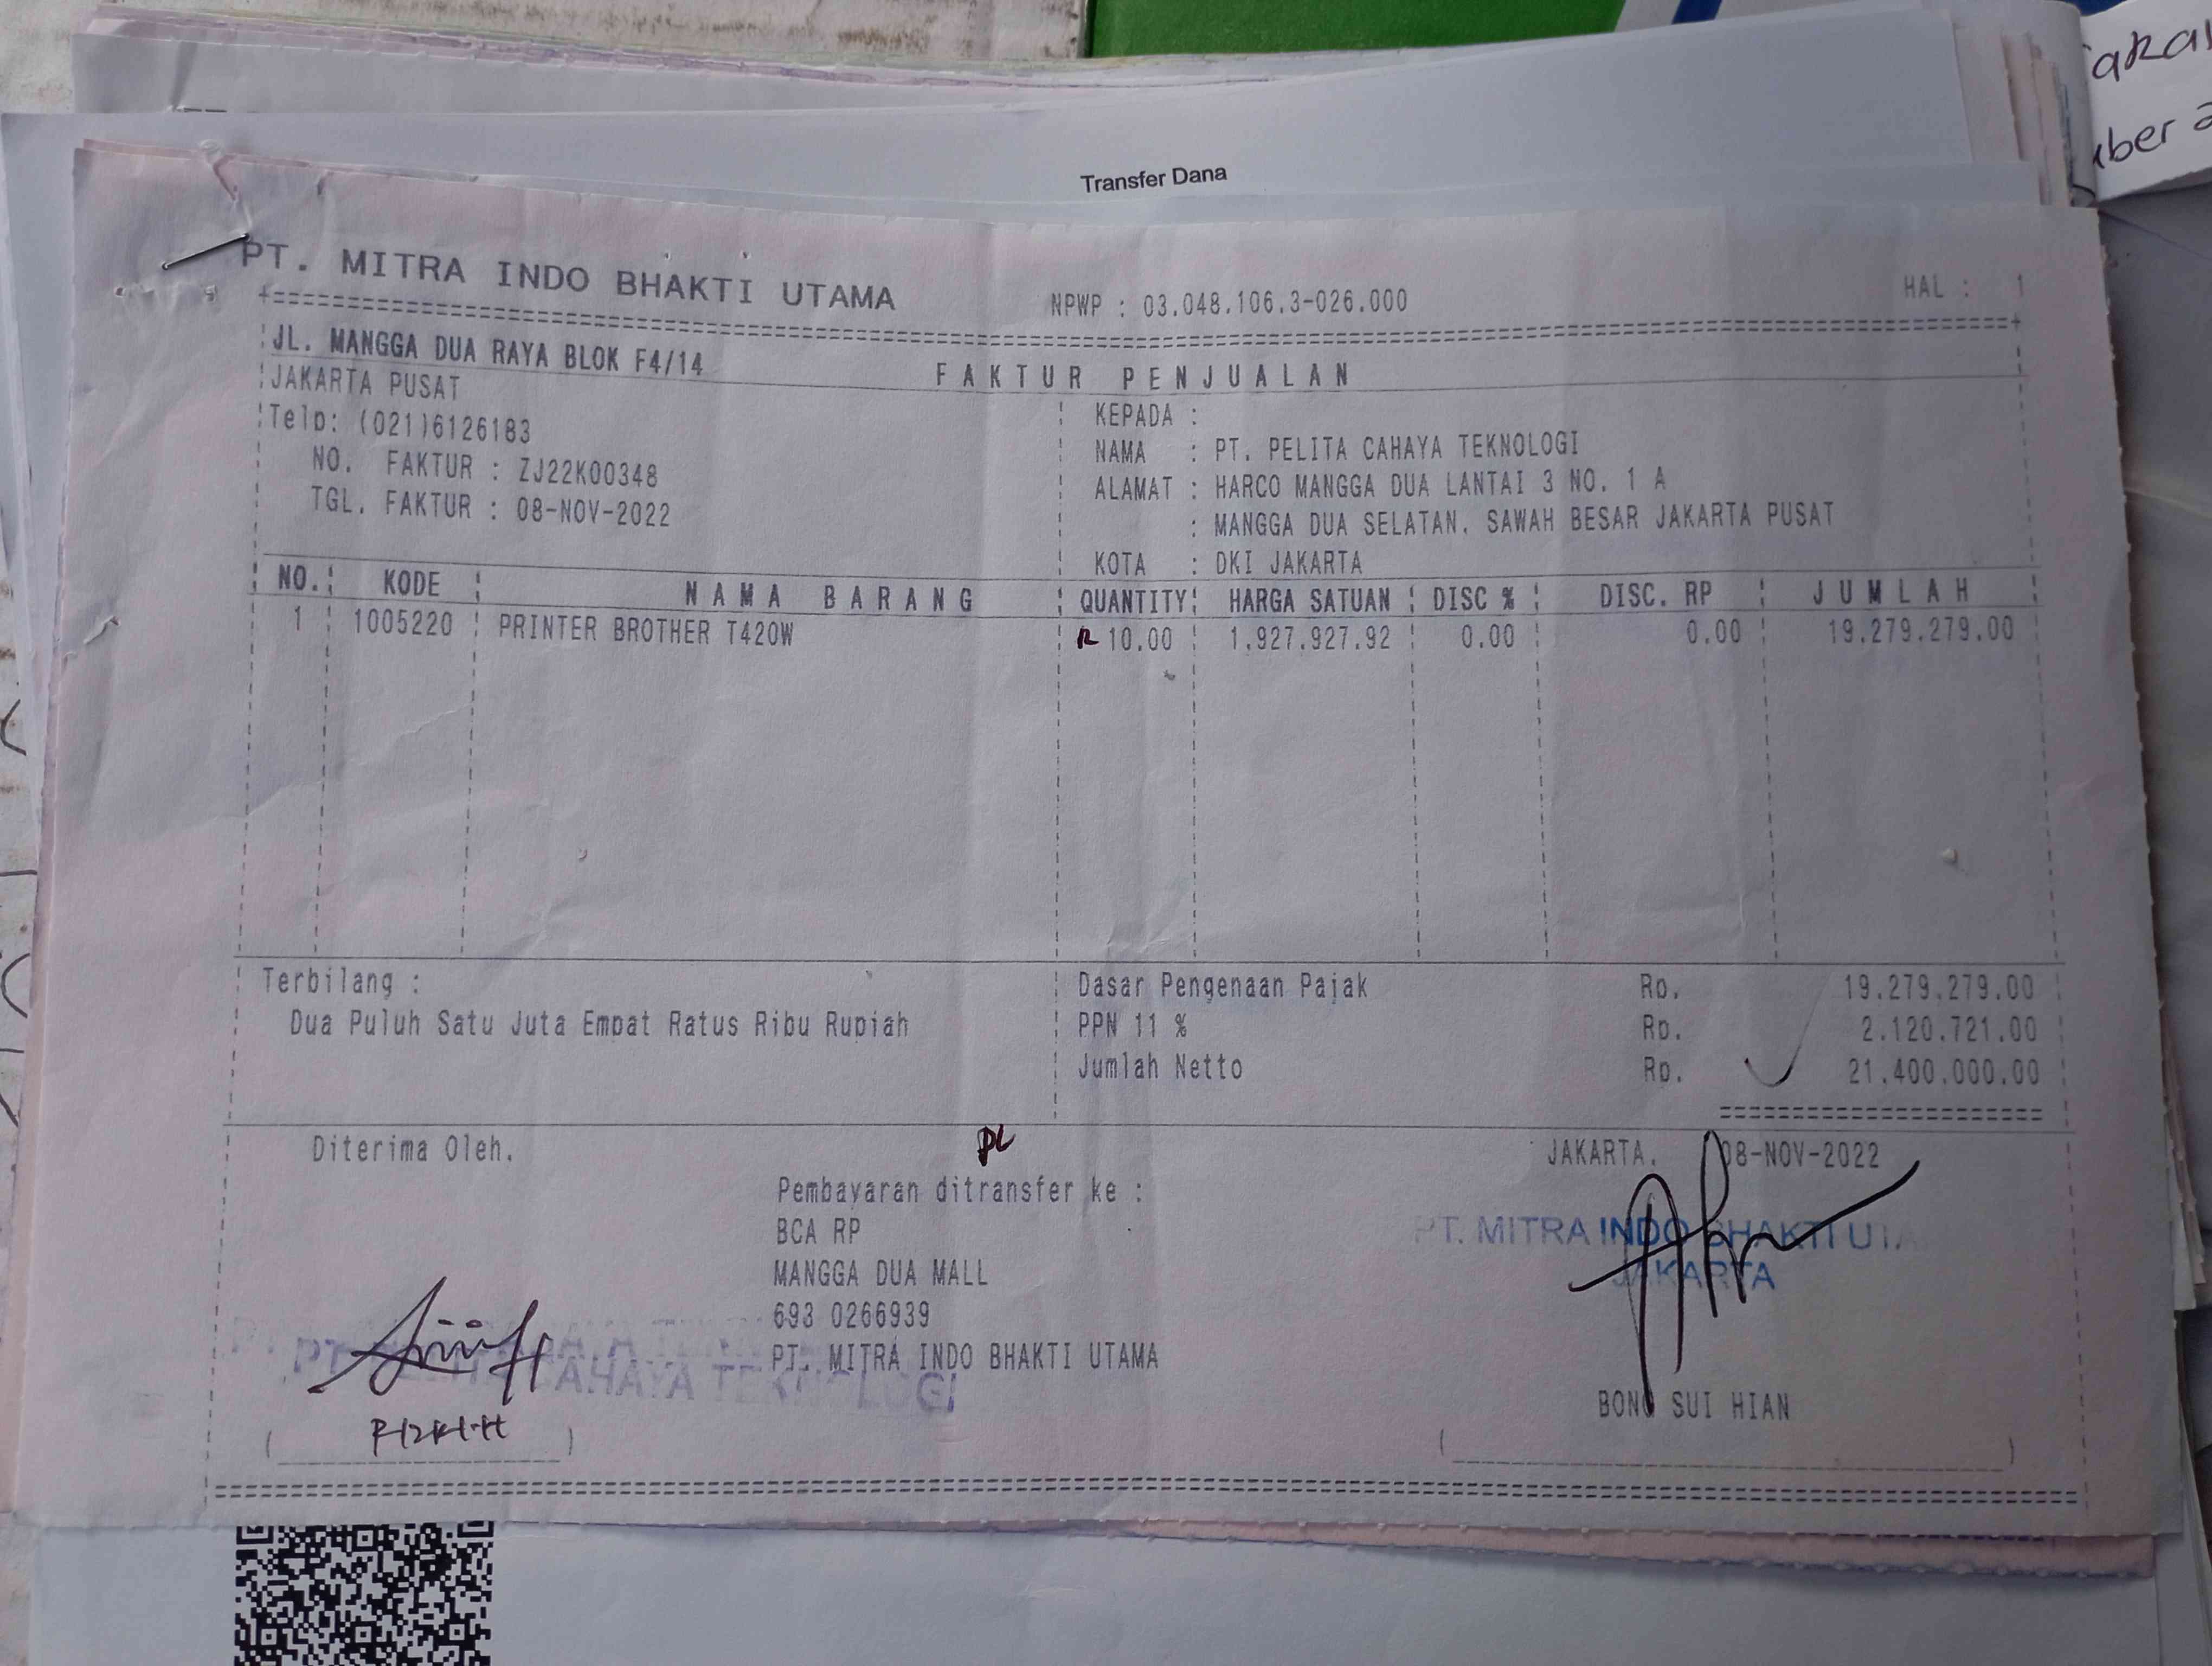 akal
mber 2
Transfer Dana
PT. MITRA INDO BHAKTI UTAMA
NPWP : 03.048.106.3-026.000
HAL : 1
JL. MANGGA DUA RAYA BLOK F4/14
FAKTUR PENJUALAN
JAKARTA PUSAT
Telp: (021)6126183
NO. FAKTUR : ZJ22K00348
TGL. FAKTUR : 08-NOV-2022
KEPADA :
NAMA : PT. PELITA CAHAYA TEKNOLOGI
ALAMAT : HARCO MANGGA DUA LANTAI 3 NO. 1 A
: MANGGA DUA SELATAN. SAWAH BESAR JAKARTA PUSAT
KOTA : DKI JAKARTA
NO. KODE NAMA BARANG QUANTITY HARGA SATUAN DISC % DISC. RP JUMLAH
1 1005220 PRINTER BROTHER T420W 10.00 1.927.927.92 0.00 0.00 19.279.279.00
Terbilang :
Dua Puluh Satu Juta Empat Ratus Ribu Rupiah
Dasar Pengenaan Pajak Rp. 19.279.279.00
PPN 11 % Rp. 2.120.721.00
Jumlah Netto Rp. 21.400.000.00
Diterima Oleh.
JAKARTA. 08-NOV-2022
Pembayaran ditransfer ke :
BCA RP
MANGGA DUA MALL
693 0266939
PT. MITRA INDO BHAKTI UTAMA
PT. MITRA INDO BHAKTI UTA
JAKARTA
CAHAYA TEKNOLOGI
BONG SUI HIAN